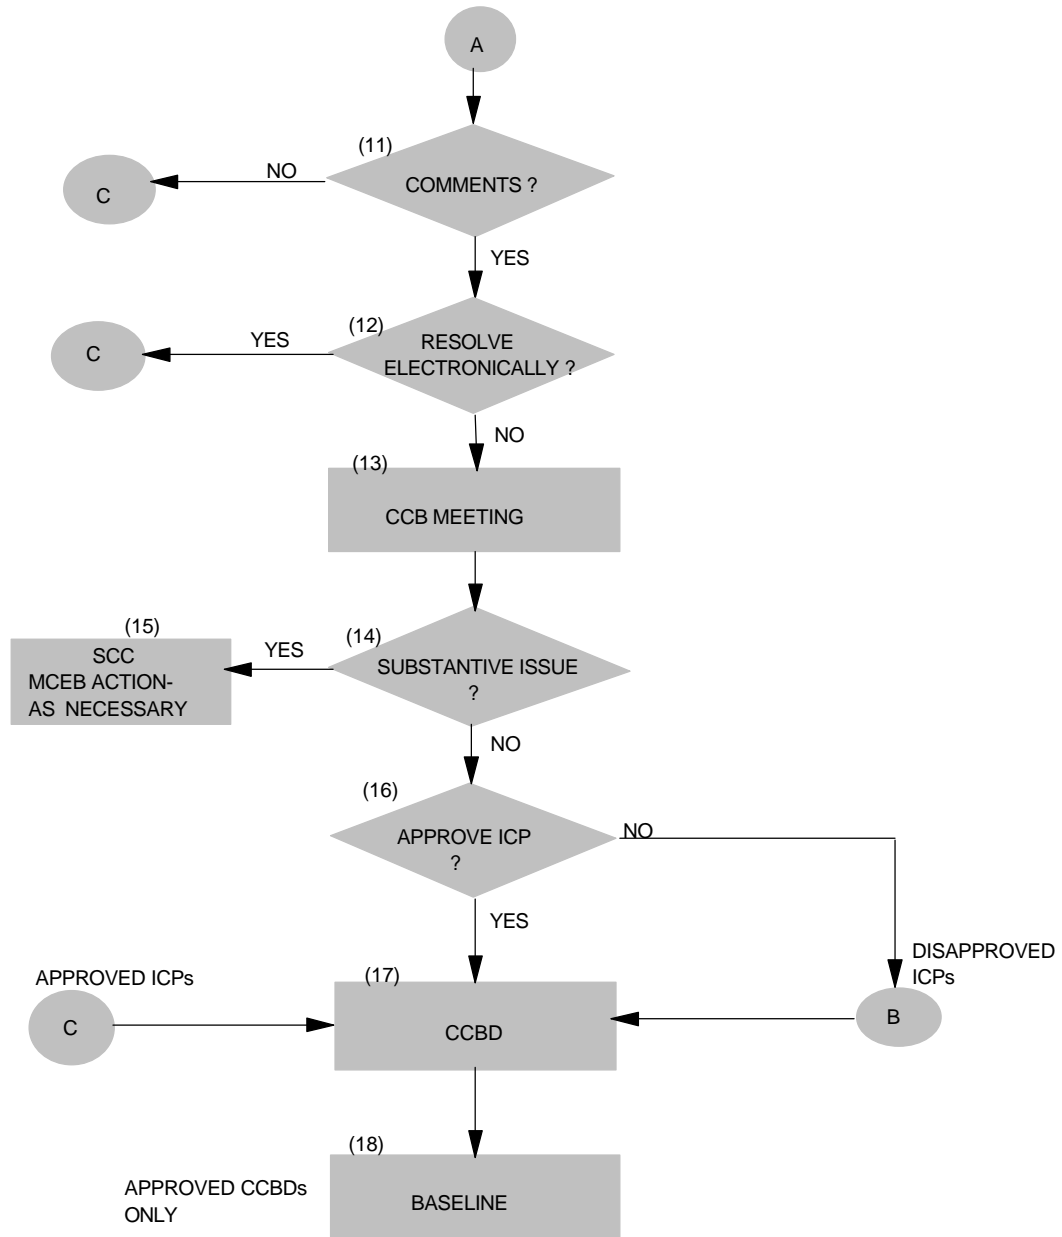 A
(11)
NO
COMMENTS ?
C
YES
(12)
YES
RESOLVE
C
ELECTRONICALLY ?
NO
(13)
CCB MEETING
(15)
(14)
YES
SCC
MCEB ACTION-
AS NECESSARY
SUBSTANTIVE ISSUE
?
NO
(16)
APPROVE ICP
?
NO
YES
DISAPPROVED
ICPs
APPROVED ICPs
(17)
C
CCBD
B
(18)
APPROVED CCBDs
ONLY
BASELINE